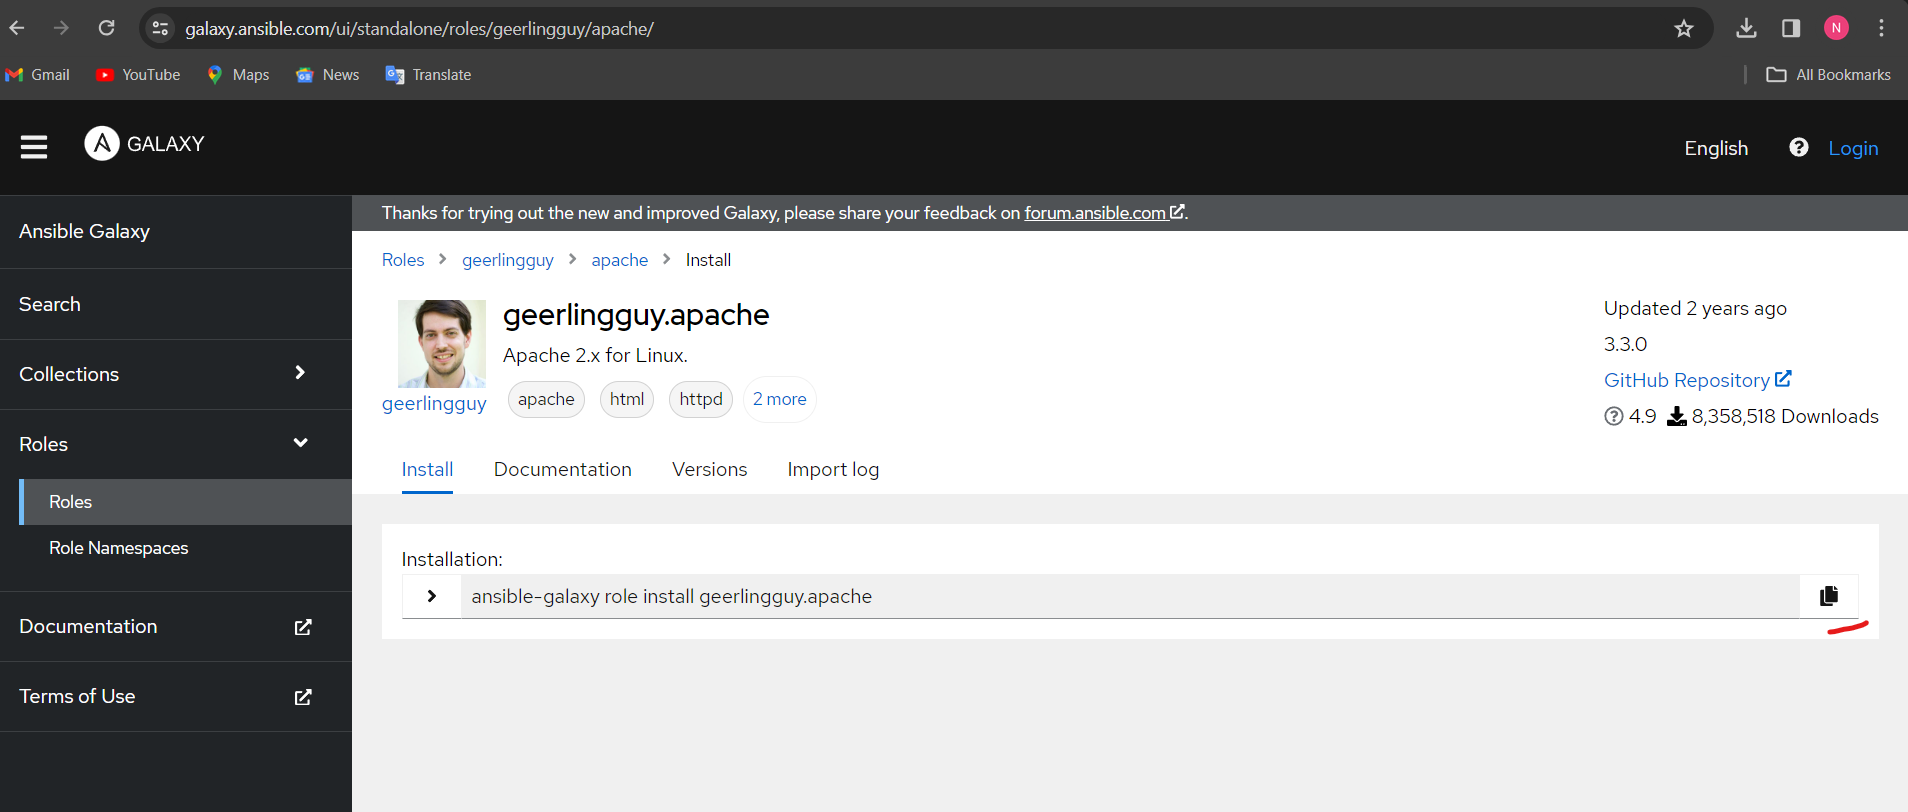 galaxy.ansible.com/ui/standalone/roles/geerlingguy/apache/
N
Gmail YouTube Maps News Translate All Bookmarks
GALAXY English Login
Thanks for trying out the new and improved Galaxy, please share your feedback on forum.ansible.com.
Ansible Galaxy
Search
Collections
Roles
Roles
Role Namespaces
Documentation
Terms of Use
Roles > geerlingguy > apache > Install
geerlingguy.apache
Apache 2.x for Linux.
geerlingguy
apache html httpd 2 more
Updated 2 years ago
3.3.0
GitHub Repository
4.9 8,358,518 Downloads
Install Documentation Versions Import log
Installation:
ansible-galaxy role install geerlingguy.apache